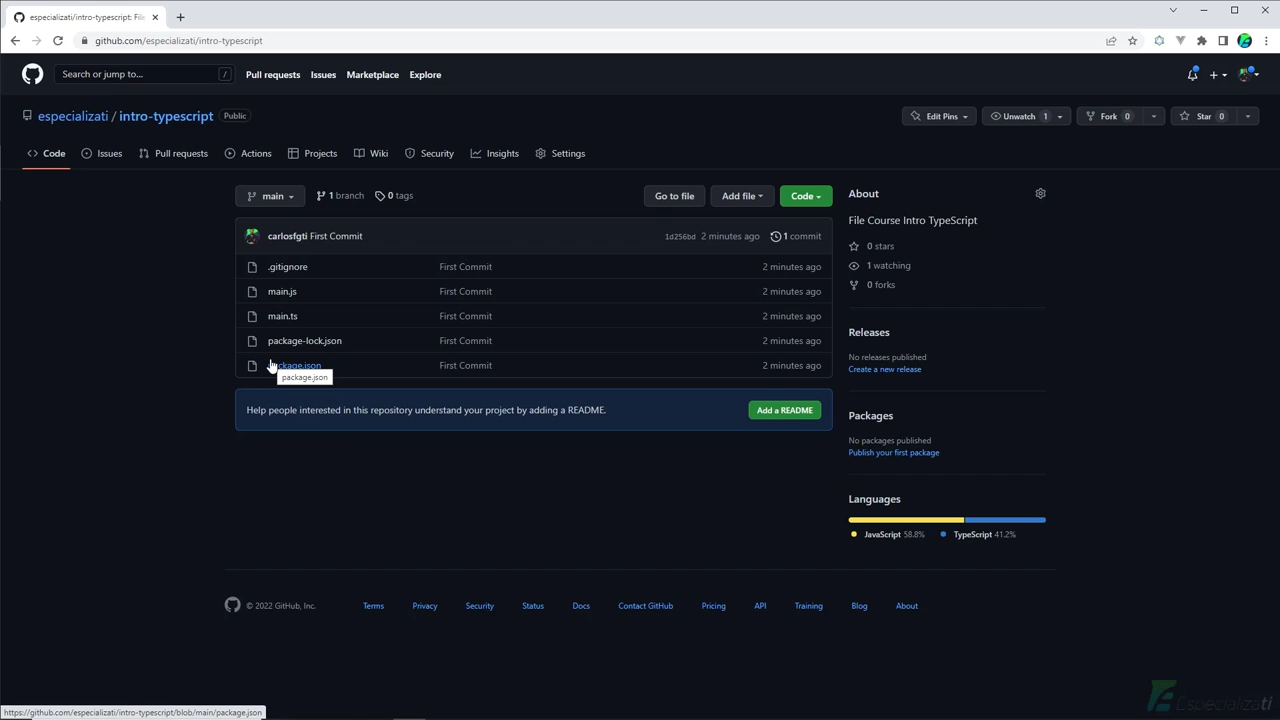 especializati/intro-typescript: Fil
github.com/especializati/intro-typescript
Search or jump to... /
Pull requests Issues Marketplace Explore
especializati / intro-typescript Public
Edit Pins Unwatch 1 Fork 0 Star 0
Code Issues Pull requests Actions Projects Wiki Security Insights Settings
main 1 branch 0 tags Go to file Add file Code
carlosfgti First Commit 1d256bd 2 minutes ago 1 commit
.gitignore First Commit 2 minutes ago
main.js First Commit 2 minutes ago
main.ts First Commit 2 minutes ago
package-lock.json First Commit 2 minutes ago
package.json First Commit 2 minutes ago
package.json
Help people interested in this repository understand your project by adding a README. Add a README
About
File Course Intro TypeScript
0 stars
1 watching
0 forks
Releases
No releases published
Create a new release
Packages
No packages published
Publish your first package
Languages
JavaScript 58.8% TypeScript 41.2%
© 2022 GitHub, Inc. Terms Privacy Security Status Docs Contact GitHub Pricing API Training Blog About
https://github.com/especializati/intro-typescript/blob/main/package.json
EspecializaTi